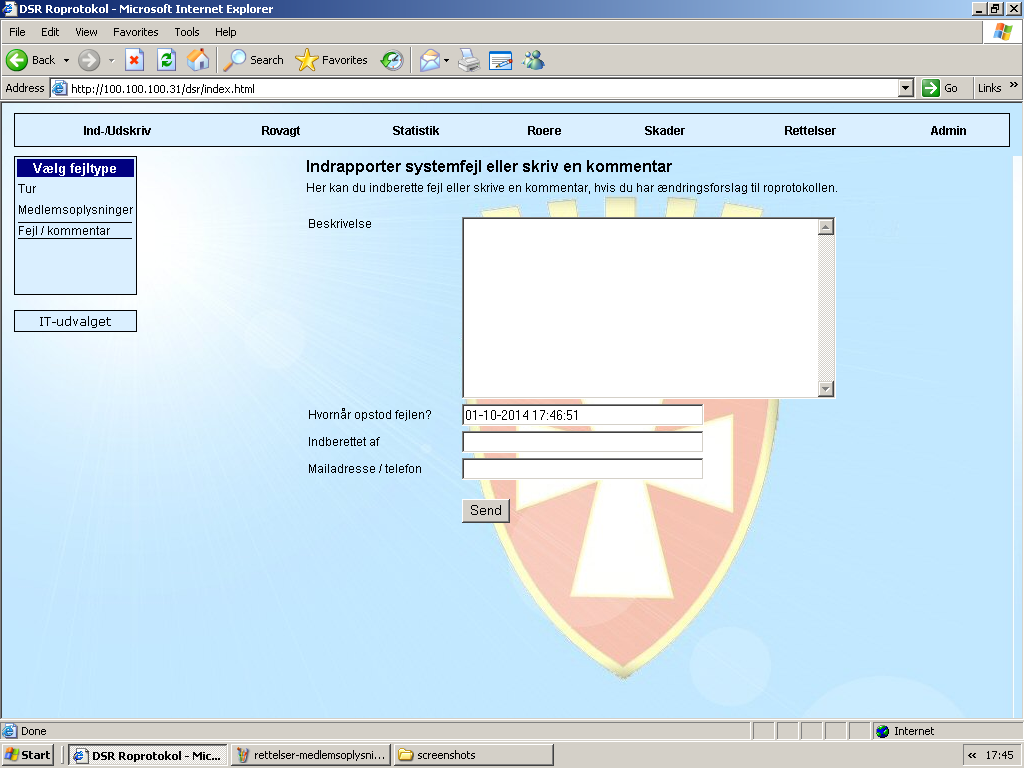 DSR Roprotokol - Microsoft Internet Explorer
File Edit View Favorites Tools Help
Back Search Favorites
Address http://100.100.100.31/dsr/index.html Go Links »
Ind-/Udskriv Rovagt Statistik Roere Skader Rettelser Admin
Vælg fejltype
Tur
Medlemsoplysninger
Fejl / kommentar
IT-udvalget
Indrapporter systemfejl eller skriv en kommentar
Her kan du indberette fejl eller skrive en kommentar, hvis du har ændringsforslag til roprotokollen.
Beskrivelse
Hvornår opstod fejlen? 01-10-2014 17:46:51
Indberettet af
Mailadresse / telefon
Send
Done Internet
Start DSR Roprotokol - Mic... rettelser-medlemsoplysni... screenshots « 17:45